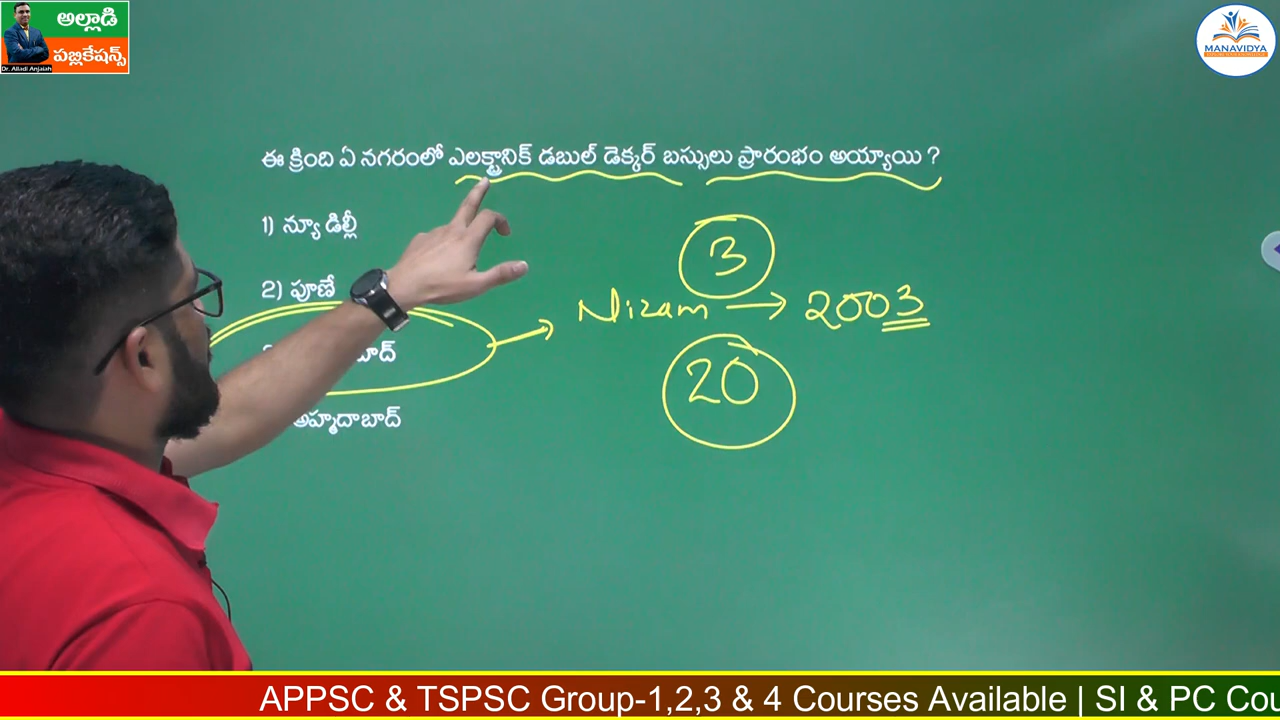 అల్లాడి
పబ్లికేషన్స్
Dr. Alladi Anjaiah
MANAVIDYA
ఈ క్రింది ఏ నగరంలో ఎలక్ట్రానిక్ డబుల్ డెక్కర్ బస్సులు ప్రారంభం అయ్యాయి ?
1) న్యూ డిల్లీ
2) పూణే
అహ్మదాబాద్
3
Nizam → 2003
20
APPSC & TSPSC Group-1,2,3 & 4 Courses Available | SI & PC Cou